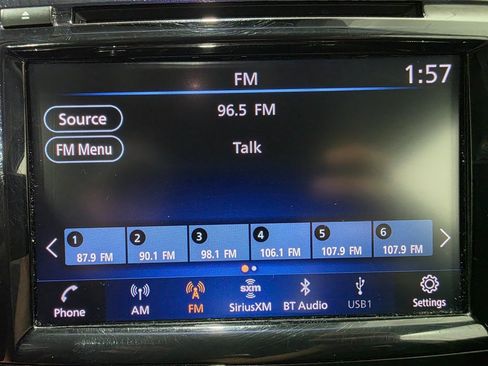 FM
1:57
96.5 FM
Source
FM Menu
Talk
1 2 3 4 5 6
87.9 FM 90.1 FM 98.1 FM 106.1 FM 107.9 FM 107.9 FM
sxm
Phone AM FM SiriusXM BT Audio USB1 Settings